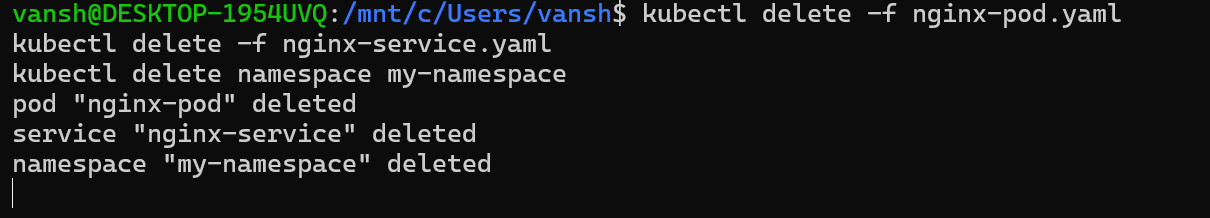 vansh@DESKTOP-1954UVQ:/mnt/c/Users/vansh$ kubectl delete -f nginx-pod.yaml
kubectl delete -f nginx-service.yaml
kubectl delete namespace my-namespace
pod "nginx-pod" deleted
service "nginx-service" deleted
namespace "my-namespace" deleted